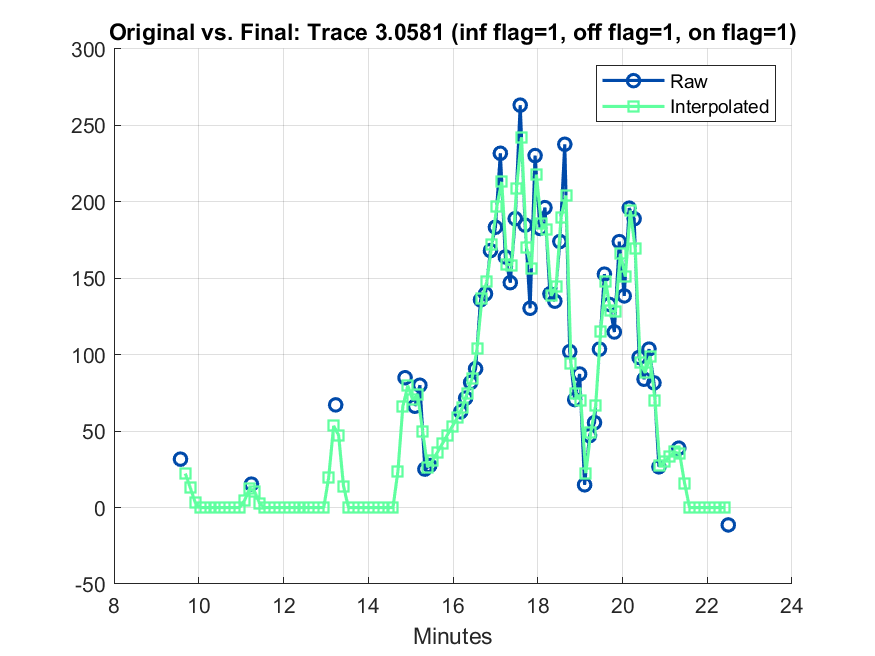 Original vs. Final: Trace 3.0581 (inf flag=1, off flag=1, on flag=1)
300
250
200
150
100
50
0
-50
8 10 12 14 16 18 20 22 24
Minutes
Raw
Interpolated